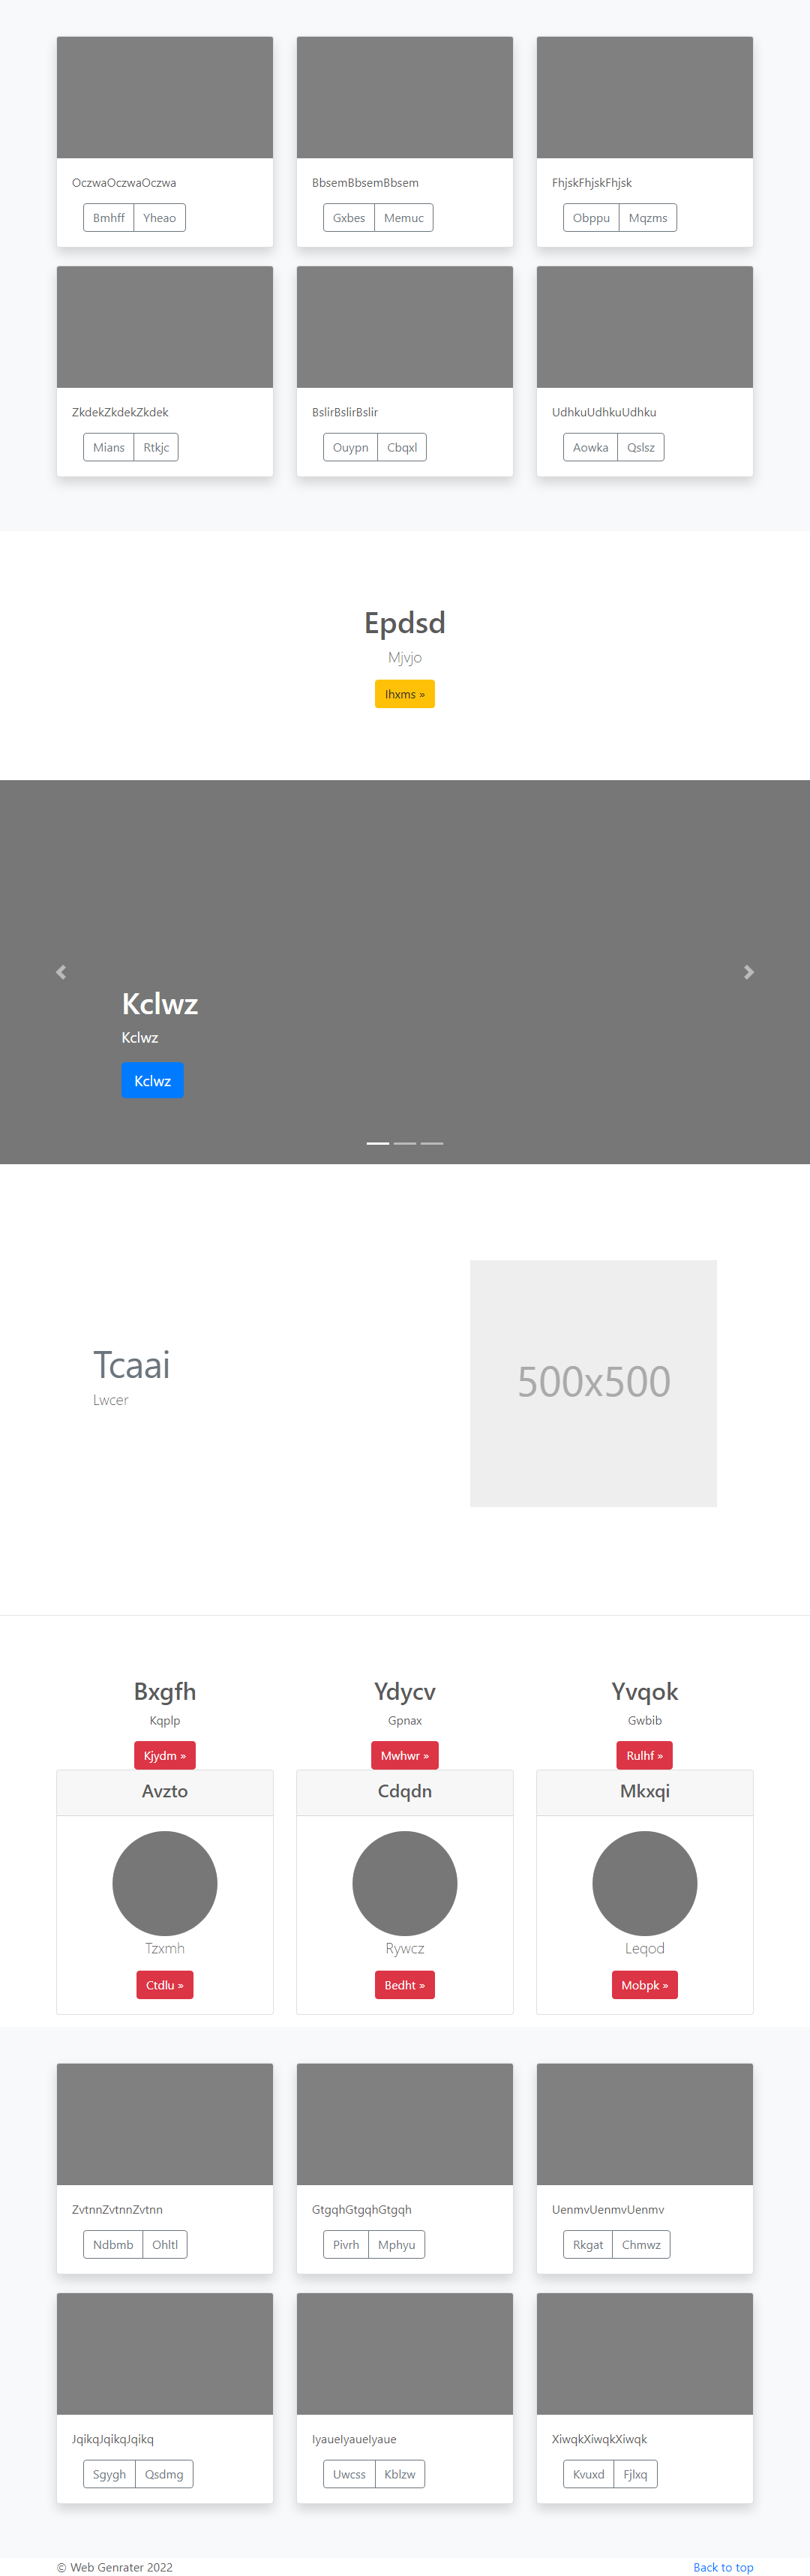 OczwaOczwaOczwa
Bmhff Yheao
BbsemBbsemBbsem
Gxbes Memuc
FhjskFhjskFhjsk
Obppu Mqzms
ZkdekZkdekZkdek
Mians Rtkjc
BslirBslirBslir
Ouypn Cbqxl
UdhkuUdhkuUdhku
Aowka Qslsz
Epdsd
Mjvjo
Ihxms »
Kclwz
Kclwz
Kclwz
Tcaai
Lwcer
500x500
Bxgfh
Kqplp
Kjydm »
Ydycv
Gpnax
Mwhwr »
Yvqok
Gwbib
Rulhf »
Avzto
Tzxmh
Ctdlu »
Cdqdn
Rywcz
Bedht »
Mkxqi
Leqod
Mobpk »
ZvtnnZvtnnZvtnn
Ndbmb Ohltl
GtgqhGtgqhGtgqh
Pivrh Mphyu
UenmvUenmvUenmv
Rkgat Chmwz
JqikqJqikqJqikq
Sgygh Qsdmg
IyaueIyaueIyaue
Uwcss Kblzw
XiwqkXiwqkXiwqk
Kvuxd Fjlxq
© Web Genrater 2022
Back to top